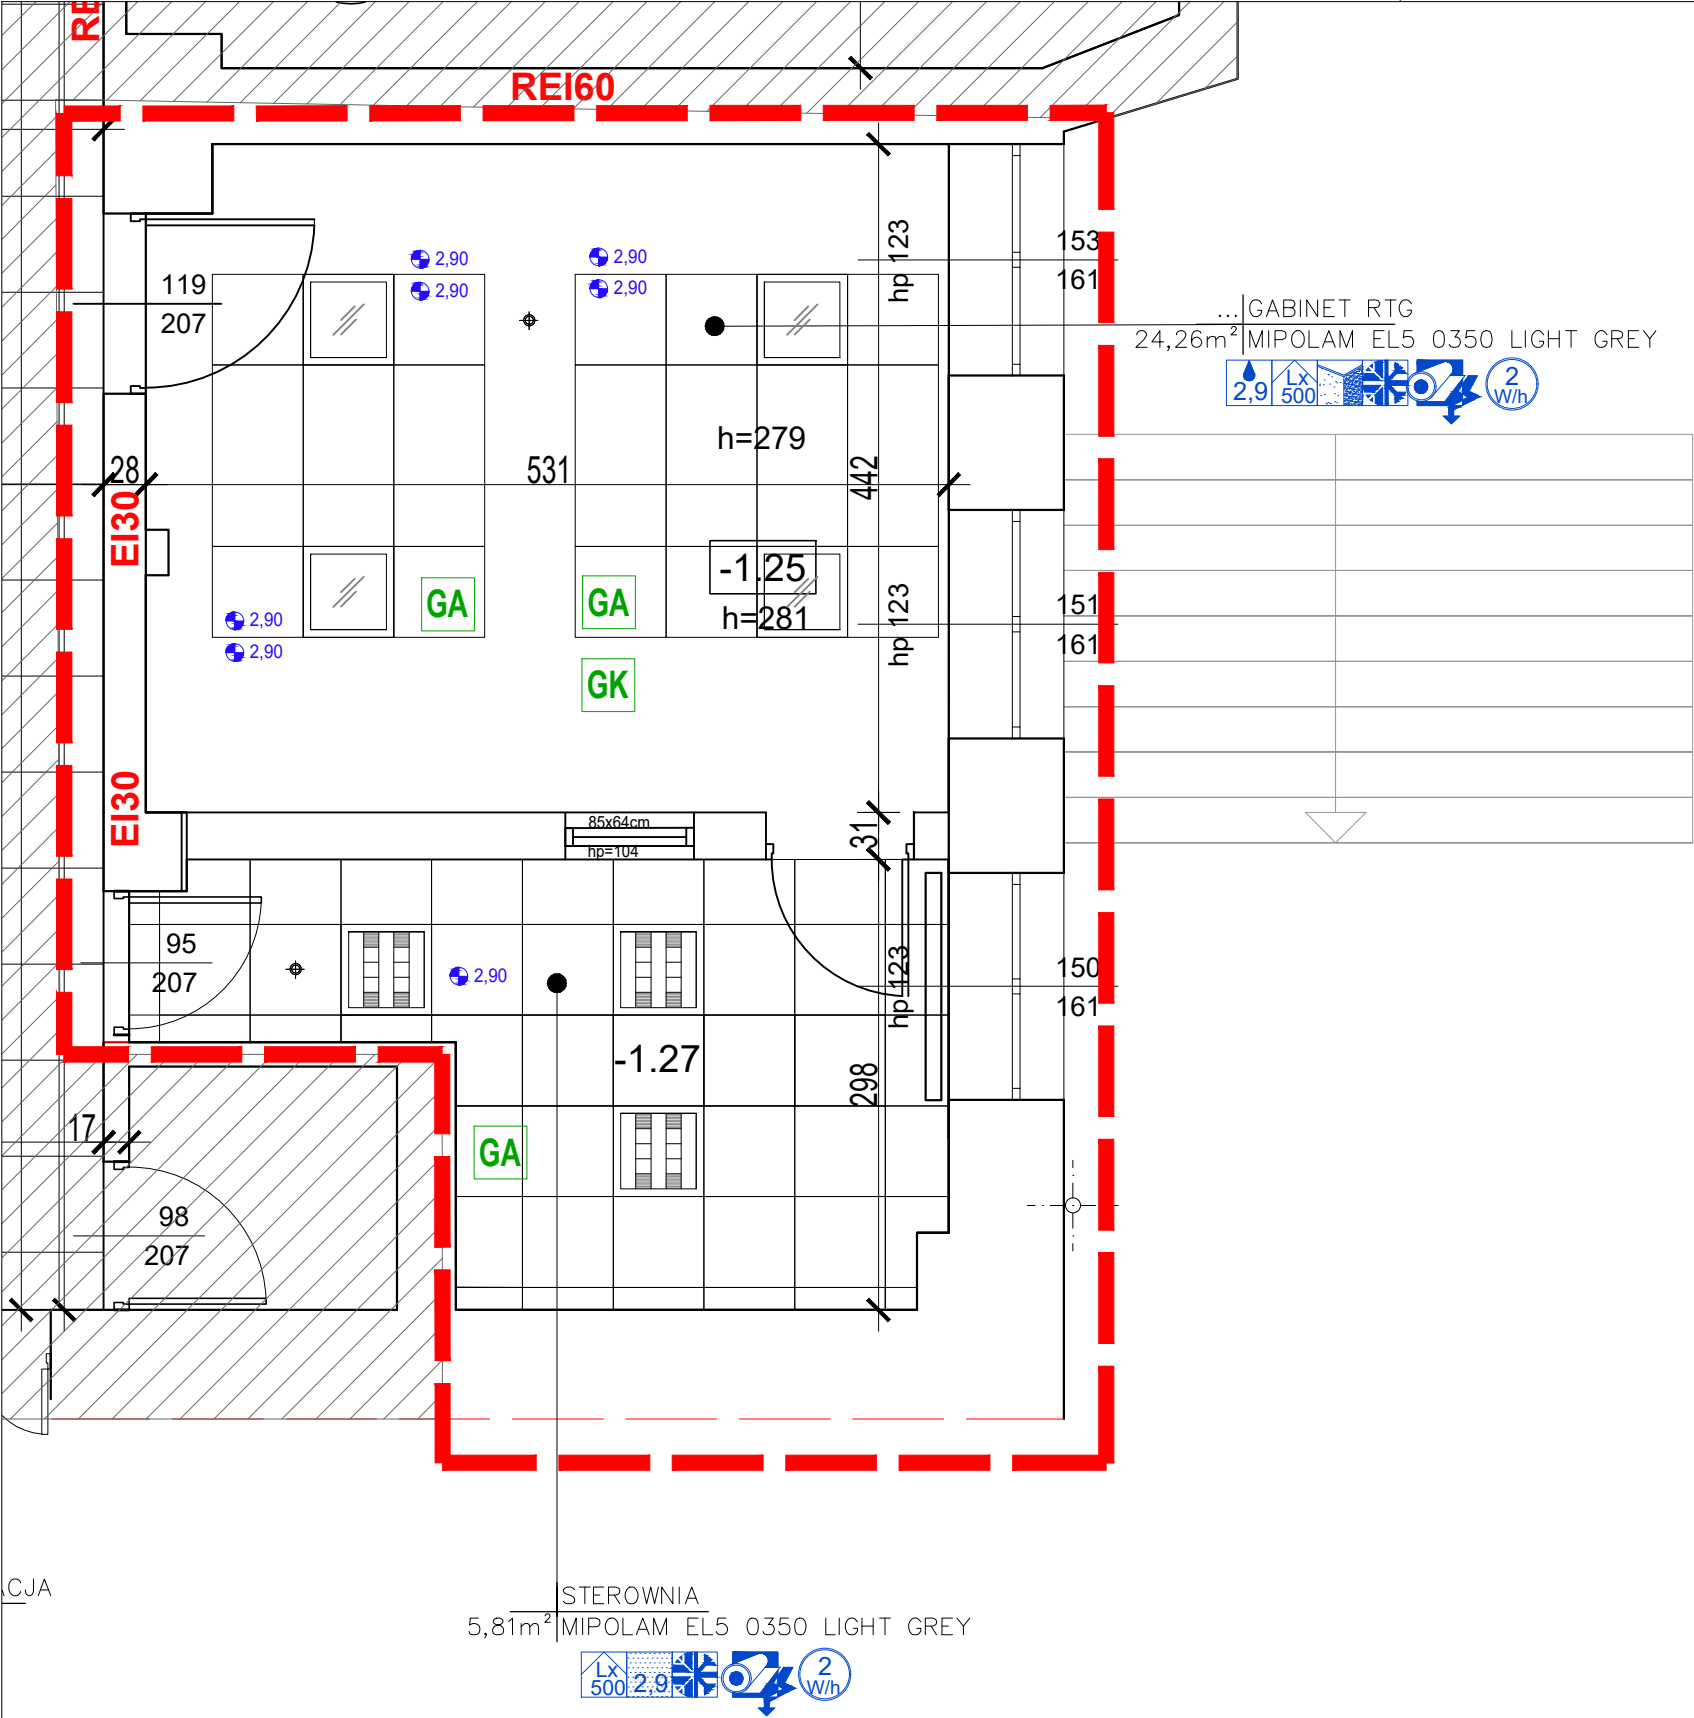 RE
REI60
hp 123
153
161
2,90
2,90
2,90
2,90
119
207
... GABINET RTG
24,26m² MIPOLAM EL5 0350 LIGHT GREY
2,9
Lx
500
2
W/h
h=279
28
531
442
EI30
-1.25
h=281
GA
GA
hp 123
151
161
2,90
2,90
GK
EI30
85x64cm
hp=104
31
95
207
2,90
hp 123
150
161
-1.27
298
17
GA
98
207
ACJA
STEROWNIA
5,81m² MIPOLAM EL5 0350 LIGHT GREY
Lx
500
2,9
2
W/h